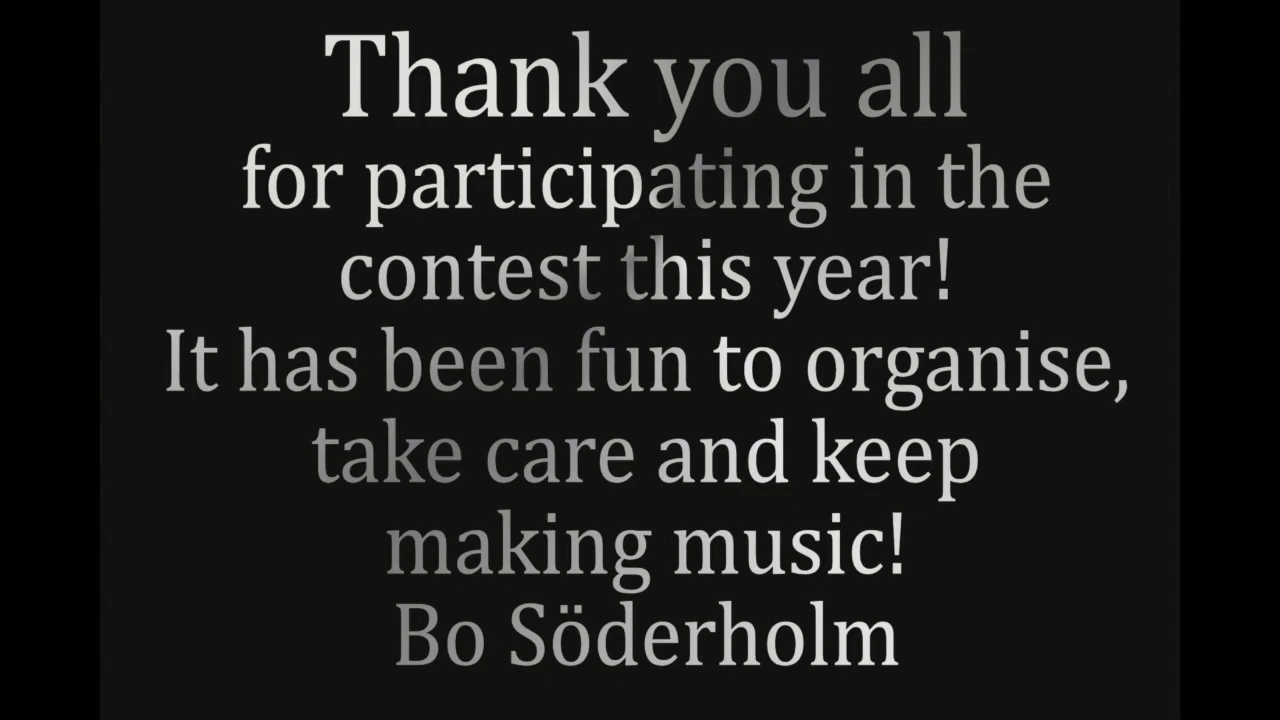 Thank you all
for participating in the
contest this year!
It has been fun to organise,
take care and keep
making music!
Bo Söderholm